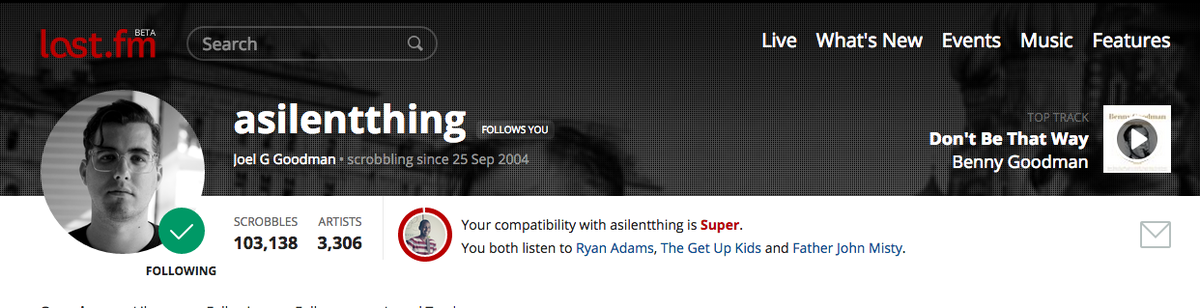 last.fm BETA
Search
Live What's New Events Music Features
asilentthing FOLLOWS YOU
Joel G Goodman • scrobbling since 25 Sep 2004
TOP TRACK
Don't Be That Way
Benny Goodman
Benny Goodman
SCROBBLES ARTISTS
103,138 3,306
FOLLOWING
Your compatibility with asilentthing is Super.
You both listen to Ryan Adams, The Get Up Kids and Father John Misty.